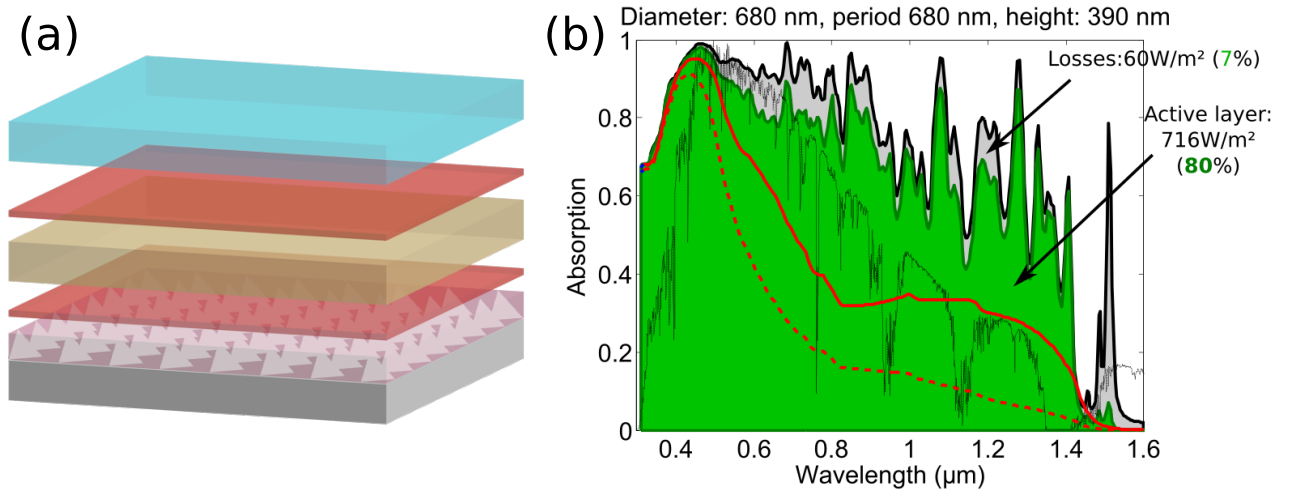 (a)
(b)
Diameter: 680 nm, period 680 nm, height: 390 nm
Losses:60W/m² (7%)
Active layer:
716W/m²
(80%)
Absorption
1
0.8
0.6
0.4
0.2
0
0.4
0.6
0.8
1
1.2
1.4
1.6
Wavelength (μm)